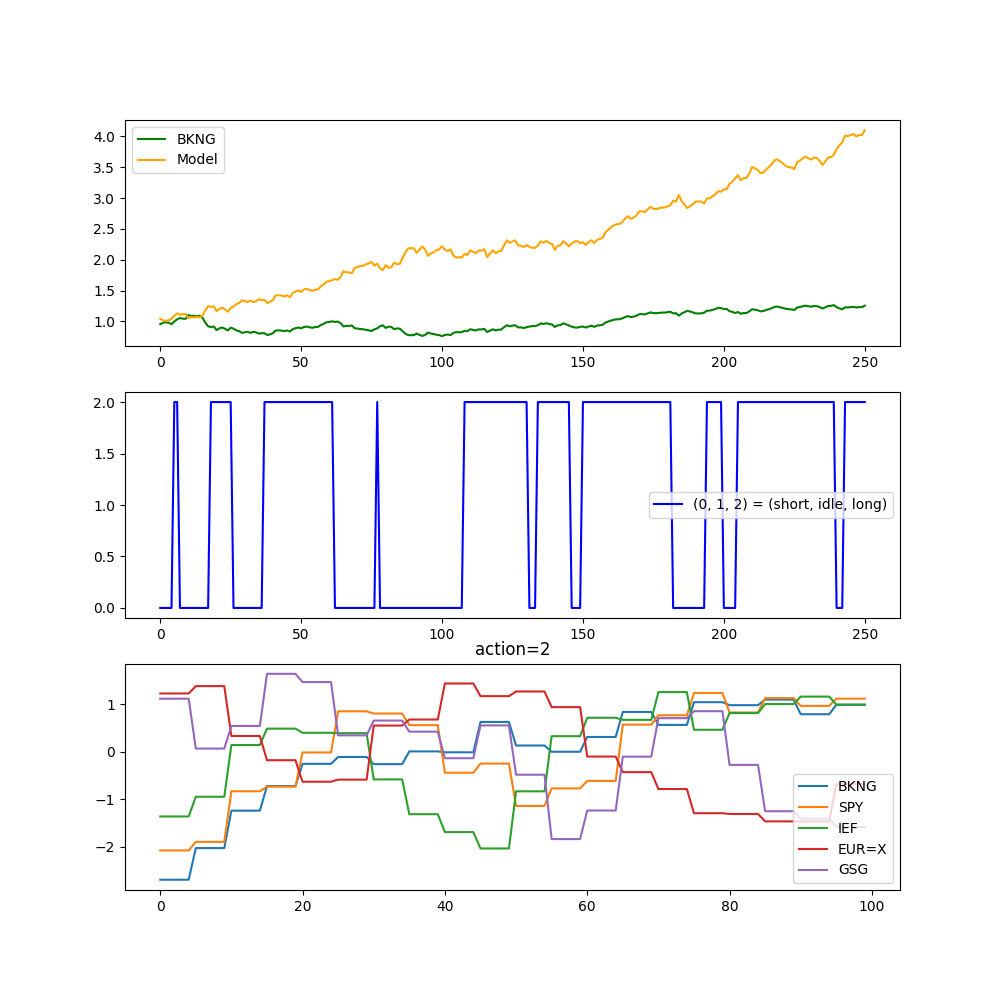 4.0
3.5
3.0
2.5
2.0
1.5
1.0
BKNG
Model
0 50 100 150 200 250
2.0
1.5
1.0
0.5
0.0
(0, 1, 2) = (short, idle, long)
0 50 100 150 200 250
action=2
1
0
−1
−2
BKNG
SPY
IEF
EUR=X
GSG
0 20 40 60 80 100